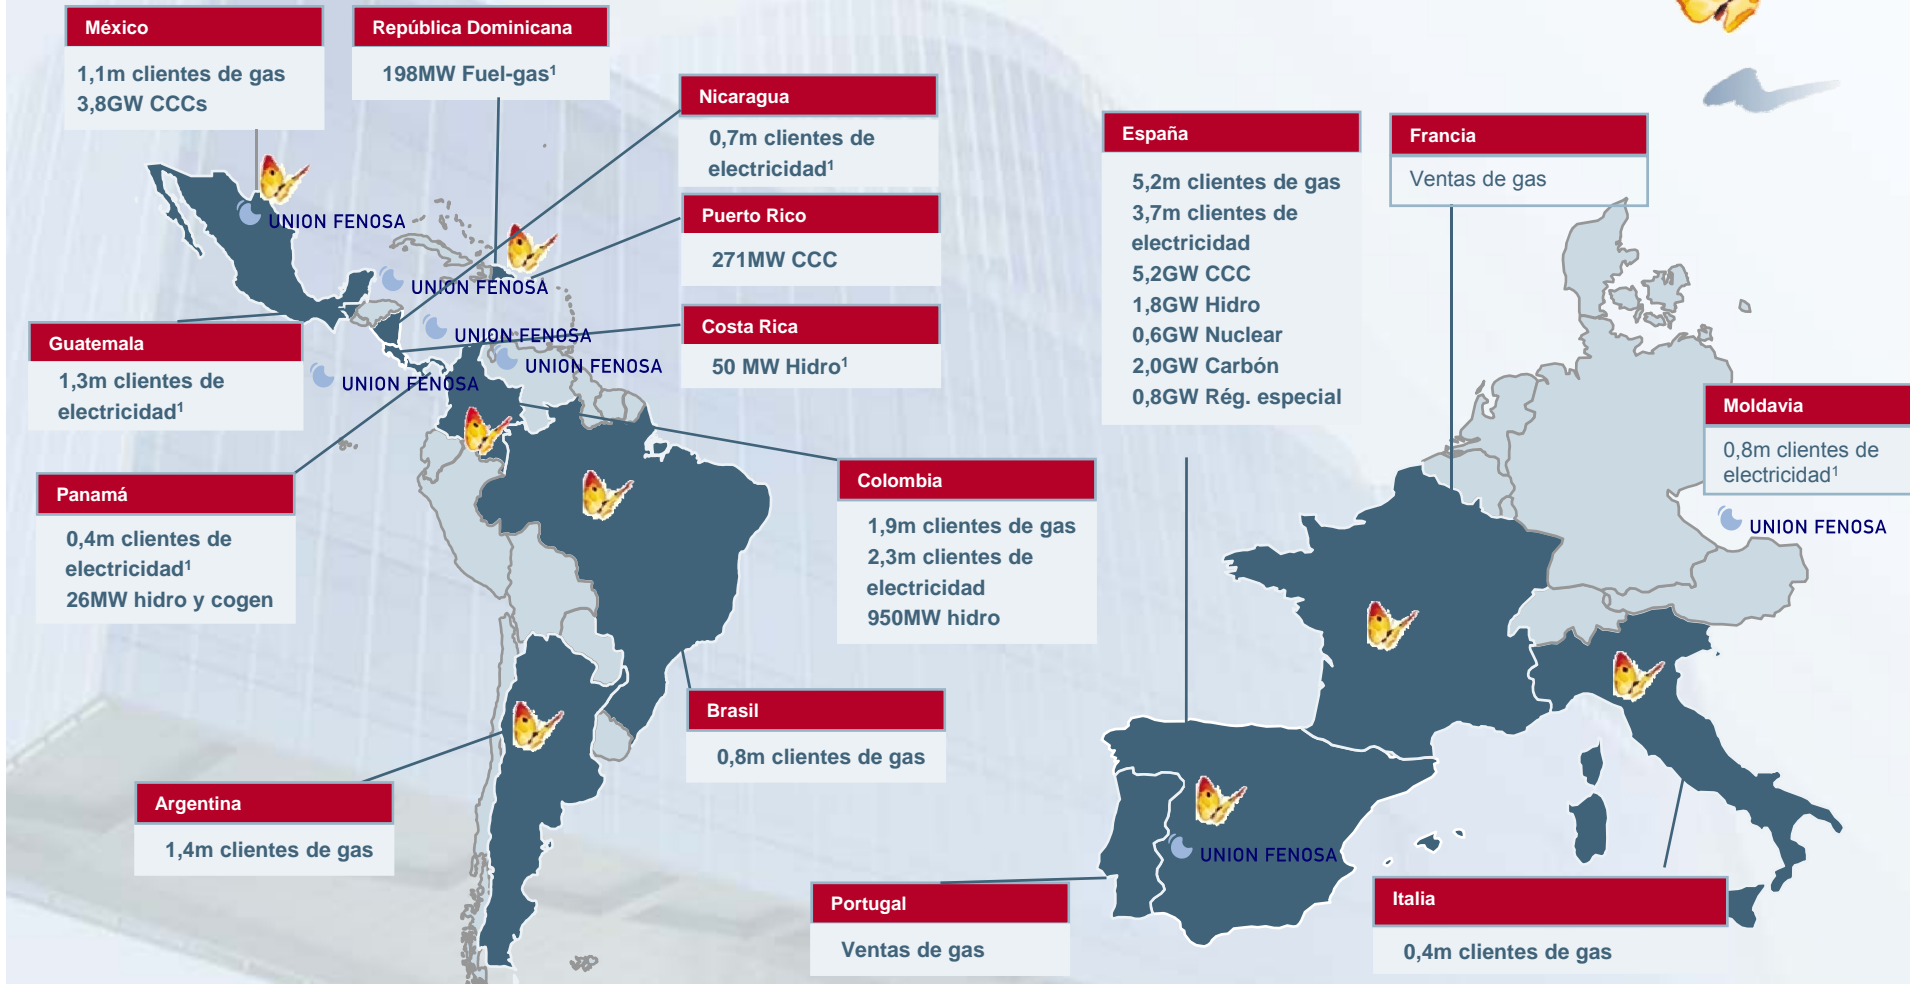 México
1,1m clientes de gas
3,8GW CCCs
República Dominicana
198MW Fuel-gas¹
Nicaragua
0,7m clientes de
electricidad¹
Puerto Rico
271MW CCC
Costa Rica
50 MW Hidro¹
España
5,2m clientes de gas
3,7m clientes de
electricidad
5,2GW CCC
1,8GW Hidro
0,6GW Nuclear
2,0GW Carbón
0,8GW Rég. especial
Francia
Ventas de gas
UNION FENOSA
UNION FENOSA
UNION FENOSA
UNION FENOSA
UNION FENOSA
Guatemala
1,3m clientes de
electricidad¹
Moldavia
0,8m clientes de
electricidad¹
UNION FENOSA
Panamá
0,4m clientes de
electricidad¹
26MW hidro y cogen
Colombia
1,9m clientes de gas
2,3m clientes de
electricidad
950MW hidro
Brasil
0,8m clientes de gas
Argentina
1,4m clientes de gas
UNION FENOSA
Portugal
Ventas de gas
Italia
0,4m clientes de gas